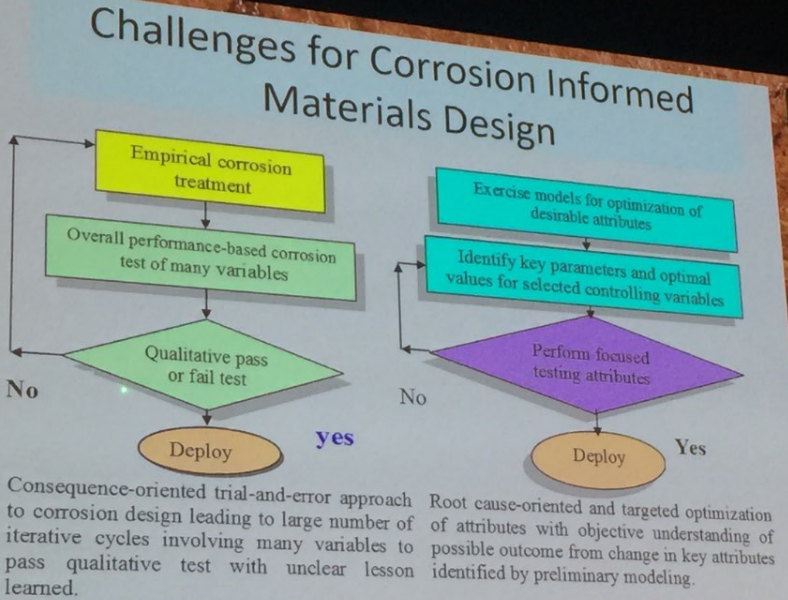 Challenges for Corrosion Informed
Materials Design
Empirical corrosion
treatment
Overall performance-based corrosion
test of many variables
Qualitative pass
or fail test
No
Deploy
yes
Consequence-oriented trial-and-error approach
to corrosion design leading to large number of
iterative cycles involving many variables to
pass qualitative test with unclear lesson
learned.
Exercise models for optimization of
desirable attributes
Identify key parameters and optimal
values for selected controlling variables
Perform focused
testing attributes
No
Deploy
Yes
Root cause-oriented and targeted optimization
of attributes with objective understanding of
possible outcome from change in key attributes
identified by preliminary modeling.